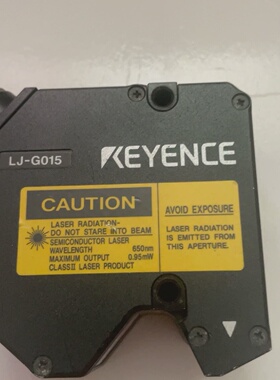 LJ-G015
KEYENCE
CAUTION
LASER RADIATION-
DO NOT STARE INTO BEAM
SEMICONDUCTOR LASER
WAVELENGTH 650nm
MAXIMUM OUTPUT 0.95mW
CLASSⅡ LASER PRODUCT
AVOID EXPOSURE
LASER RADIATION
IS EMITTED FROM
THIS APERTURE.